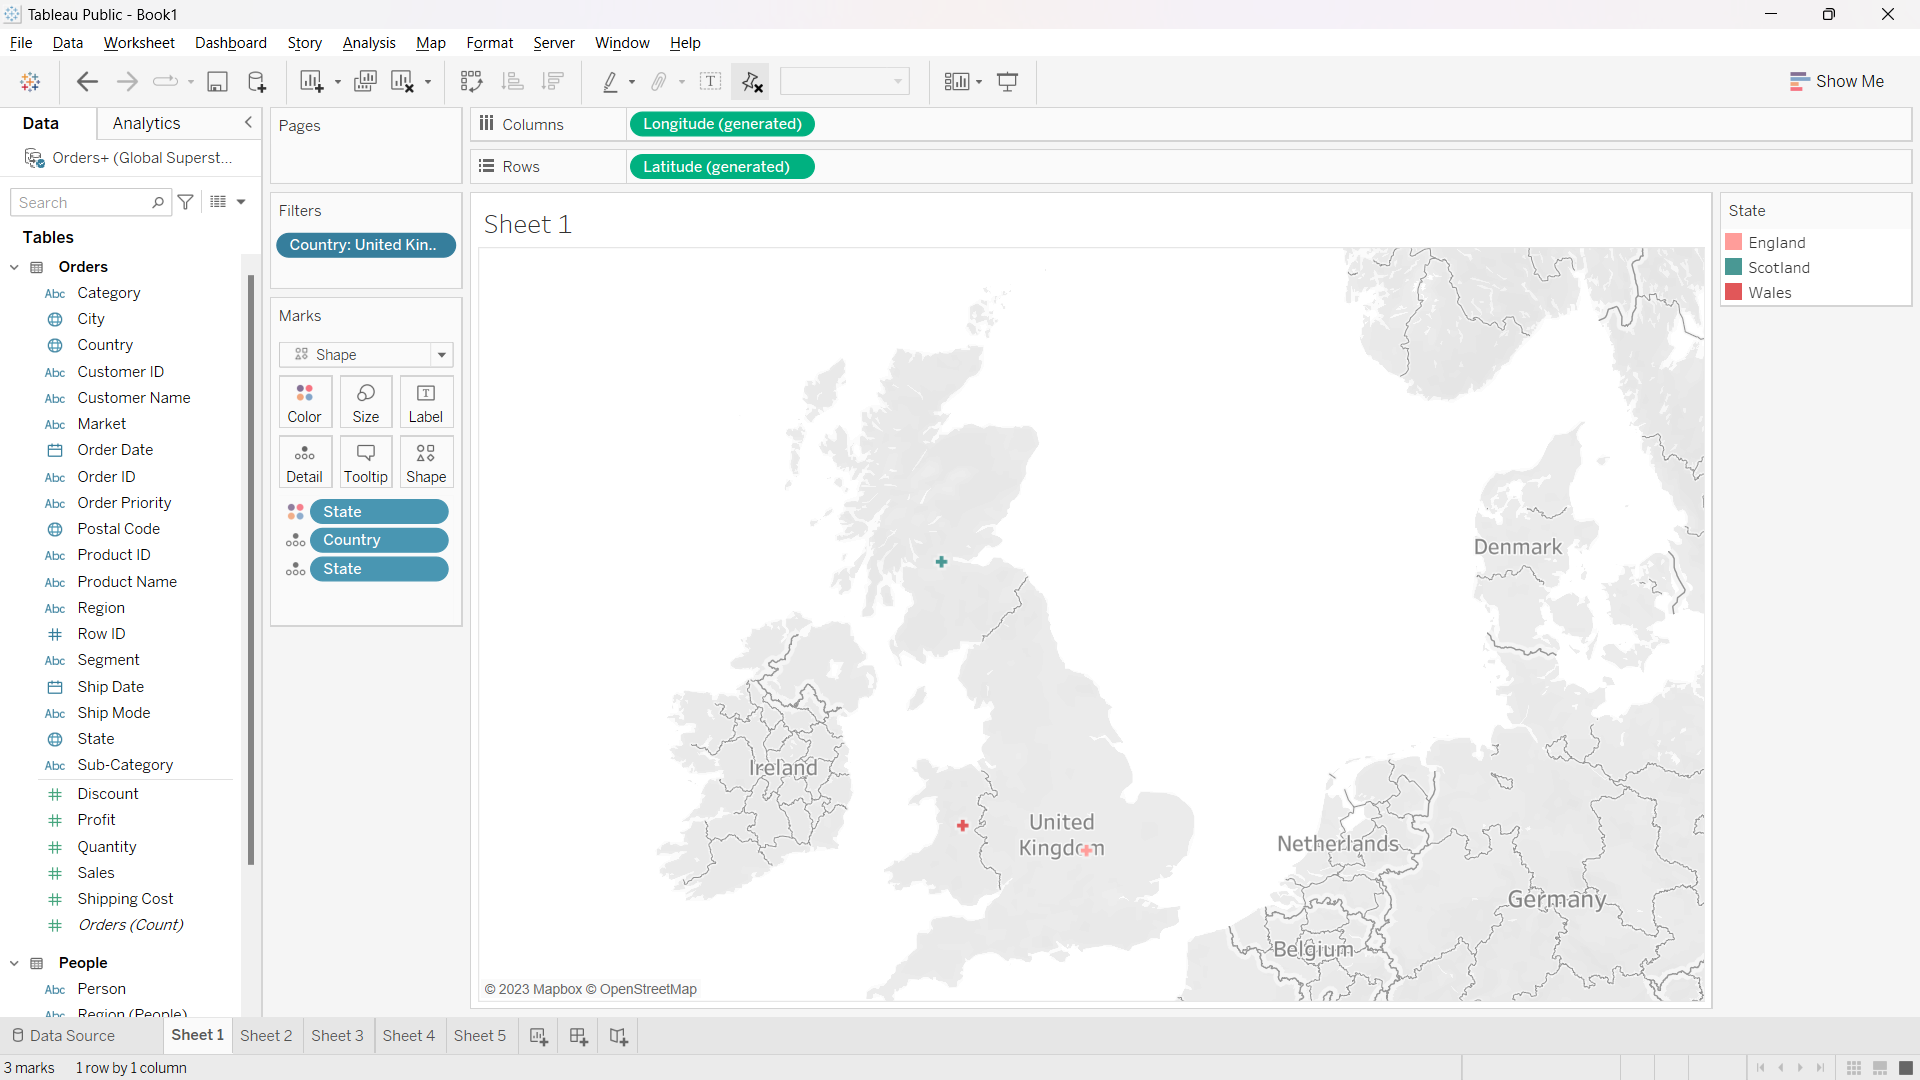 Tableau Public - Book1
File Data Worksheet Dashboard Story Analysis Map Format Server Window Help
Show Me
Data Analytics
Orders+ (Global Superst...
Search
Tables
Orders
Abc Category
City
Country
Abc Customer ID
Abc Customer Name
Abc Market
Order Date
Abc Order ID
Abc Order Priority
Postal Code
Abc Product ID
Abc Product Name
Abc Region
Row ID
Abc Segment
Ship Date
Abc Ship Mode
State
Abc Sub-Category
Discount
Profit
Quantity
Sales
Shipping Cost
Orders (Count)
People
Abc Person
Abc Region (People)
Pages
Filters
Country: United Kin..
Marks
Shape
Color Size Label
Detail Tooltip Shape
State
Country
State
Columns Longitude (generated)
Rows Latitude (generated)
Sheet 1
Denmark
Ireland
United
Kingdom
Netherlands
Germany
Belgium
© 2023 Mapbox © OpenStreetMap
State
England
Scotland
Wales
Data Source Sheet 1 Sheet 2 Sheet 3 Sheet 4 Sheet 5
3 marks 1 row by 1 column